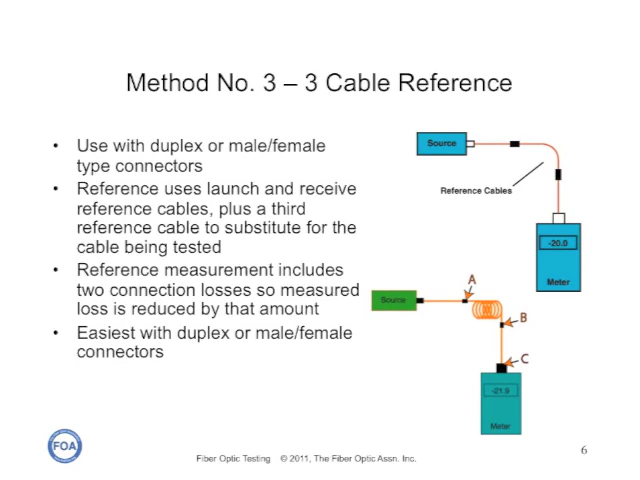 Method No. 3 – 3 Cable Reference
• Use with duplex or male/female
type connectors
• Reference uses launch and receive
reference cables, plus a third
reference cable to substitute for the
cable being tested
• Reference measurement includes
two connection losses so measured
loss is reduced by that amount
• Easiest with duplex or male/female
connectors
Source
Reference Cables
-20.0
Meter
A
Source
B
C
-21.9
Meter
FOA
Fiber Optic Testing © 2011, The Fiber Optic Assn. Inc.
6